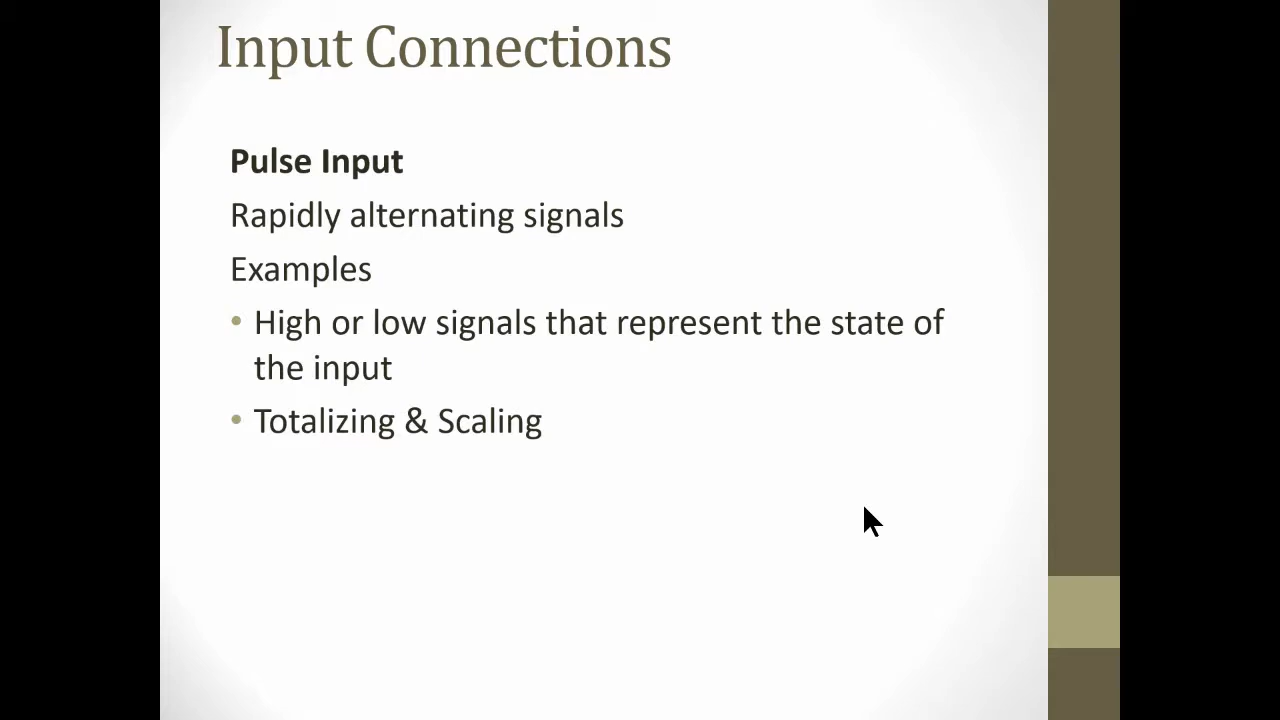 Input Connections
Pulse Input
Rapidly alternating signals
Examples
• High or low signals that represent the state of
the input
• Totalizing & Scaling